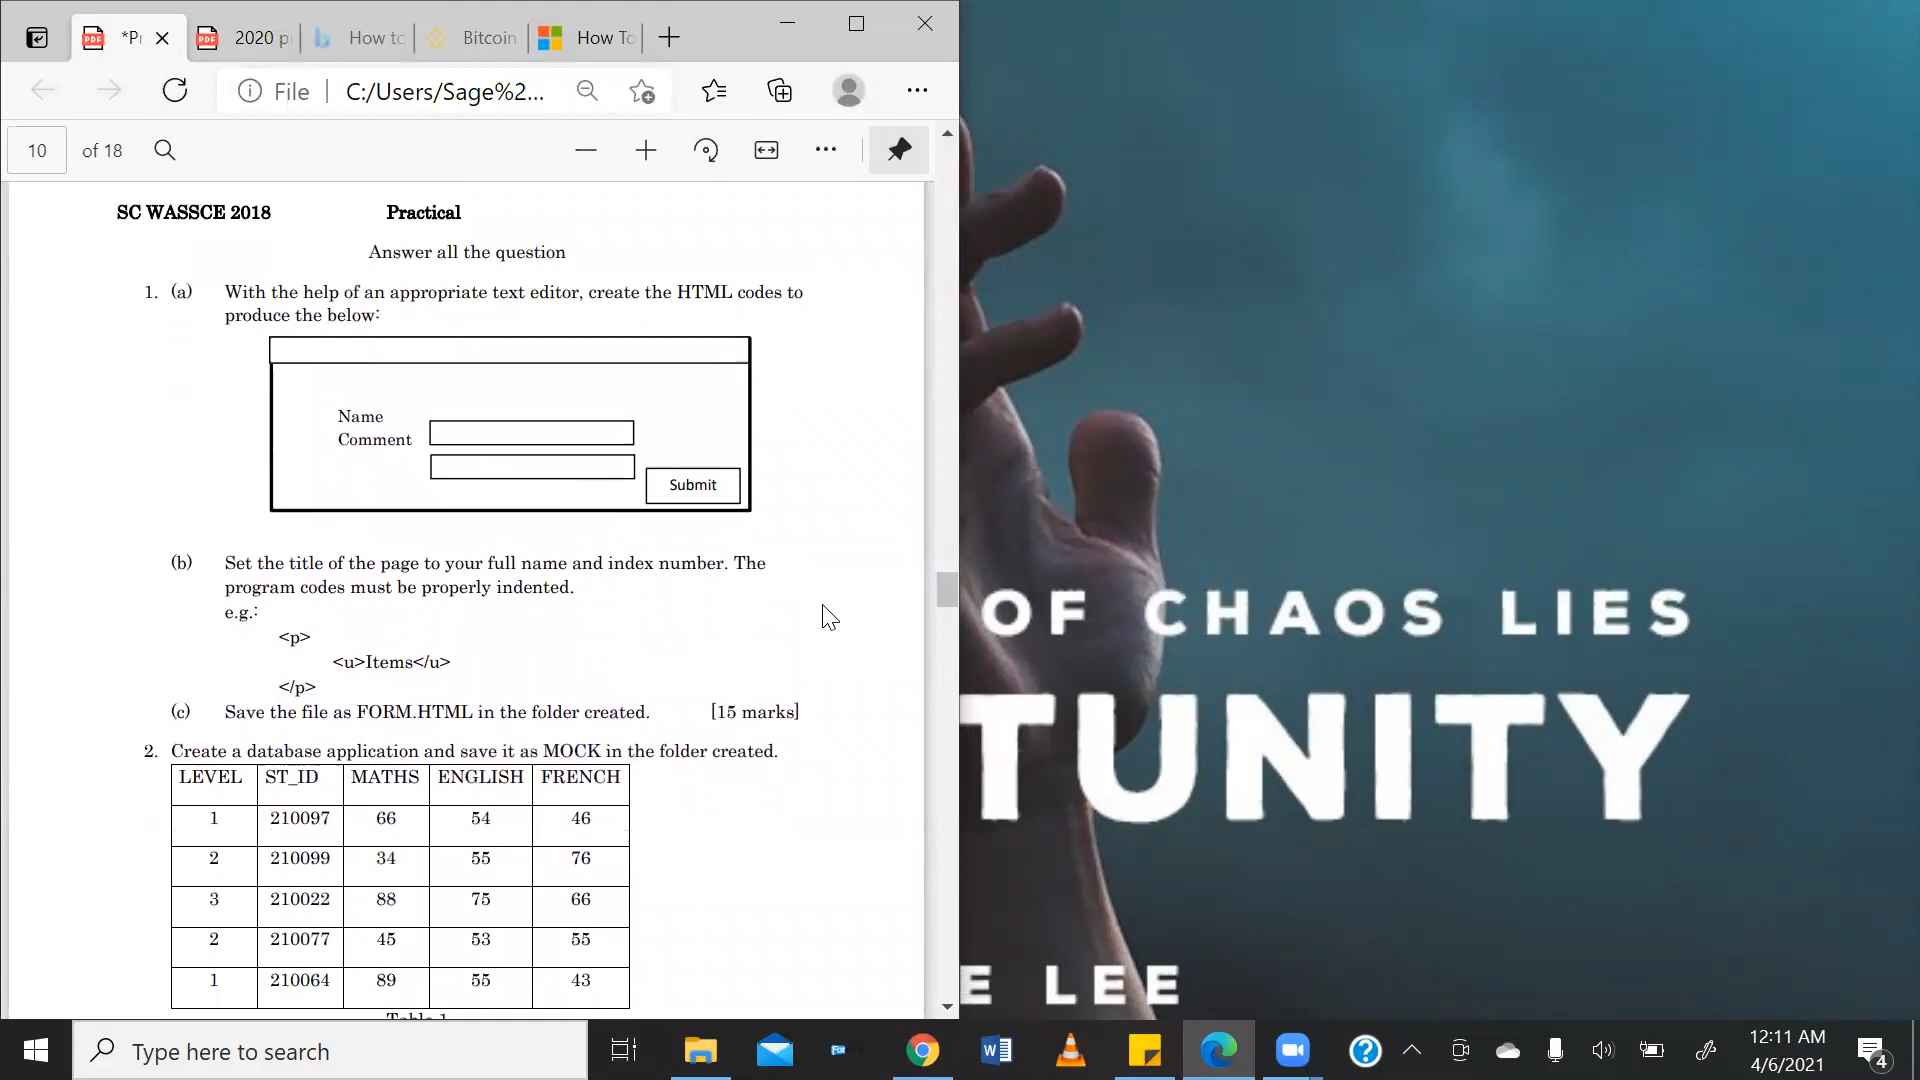 *Pr
2020 p
How to
Bitcoin
How To
File
C:/Users/Sage%2...
10 of 18
SC WASSCE 2018 Practical
Answer all the question
1. (a) With the help of an appropriate text editor, create the HTML codes to
produce the below:
Name
Comment
Submit
(b) Set the title of the page to your full name and index number. The
program codes must be properly indented.
e.g.:
<p>
<u>Items</u>
</p>
(c) Save the file as FORM.HTML in the folder created. [15 marks]
2. Create a database application and save it as MOCK in the folder created.
LEVEL ST_ID MATHS ENGLISH FRENCH
1 210097 66 54 46
2 210099 34 55 76
3 210022 88 75 66
2 210077 45 53 55
1 210064 89 55 43
Table 1
OF CHAOS LIES
TUNITY
E LEE
Type here to search
12:11 AM
4/6/2021
4